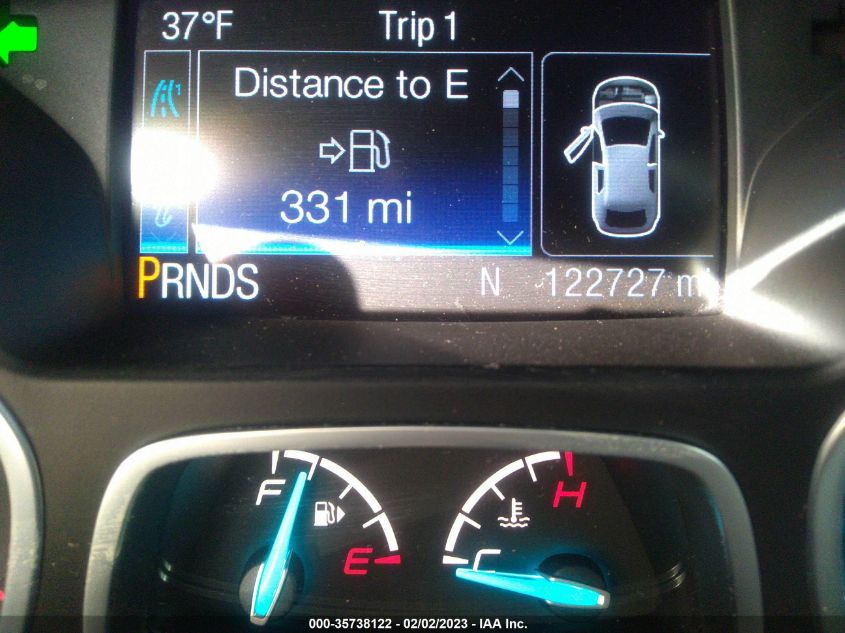 37°F Trip 1
Distance to E
331 mi
PRNDS N 122727 mi
F H
E C
000-35738122 - 02/02/2023 - IAA Inc.